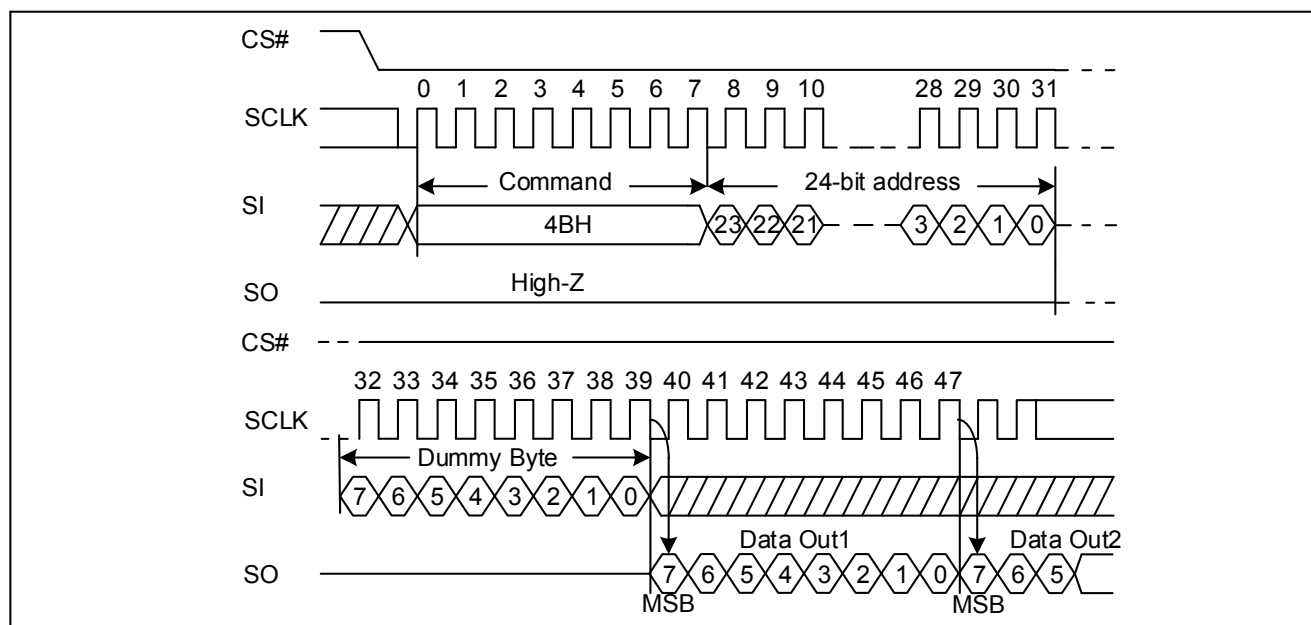 CS#
0 1 2 3 4 5 6 7 8 9 10 28 29 30 31
SCLK
Command 24-bit address
SI
4BH 23 22 21 3 2 1 0
High-Z
SO
CS#
32 33 34 35 36 37 38 39 40 41 42 43 44 45 46 47
SCLK
Dummy Byte
SI
7 6 5 4 3 2 1 0
Data Out1 Data Out2
SO
7 6 5 4 3 2 1 0 7 6 5
MSB MSB